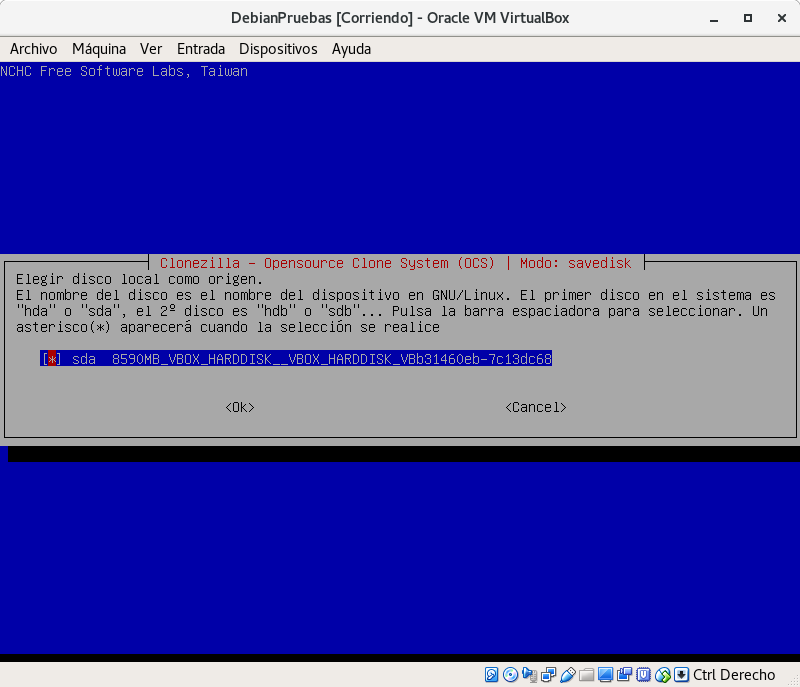 DebianPruebas [Corriendo] - Oracle VM VirtualBox
Archivo Máquina Ver Entrada Dispositivos Ayuda
NCHC Free Software Labs, Taiwan
Clonezilla - Opensource Clone System (OCS) | Modo: savedisk
Elegir disco local como origen.
El nombre del disco es el nombre del dispositivo en GNU/Linux. El primer disco en el sistema es
"hda" o "sda", el 2º disco es "hdb" o "sdb"... Pulsa la barra espaciadora para seleccionar. Un
asterisco(*) aparecerá cuando la selección se realice
[*] sda 8590MB_VBOX_HARDDISK__VBOX_HARDDISK_VBb31460eb-7c13dc68
<Ok> <Cancel>
Ctrl Derecho